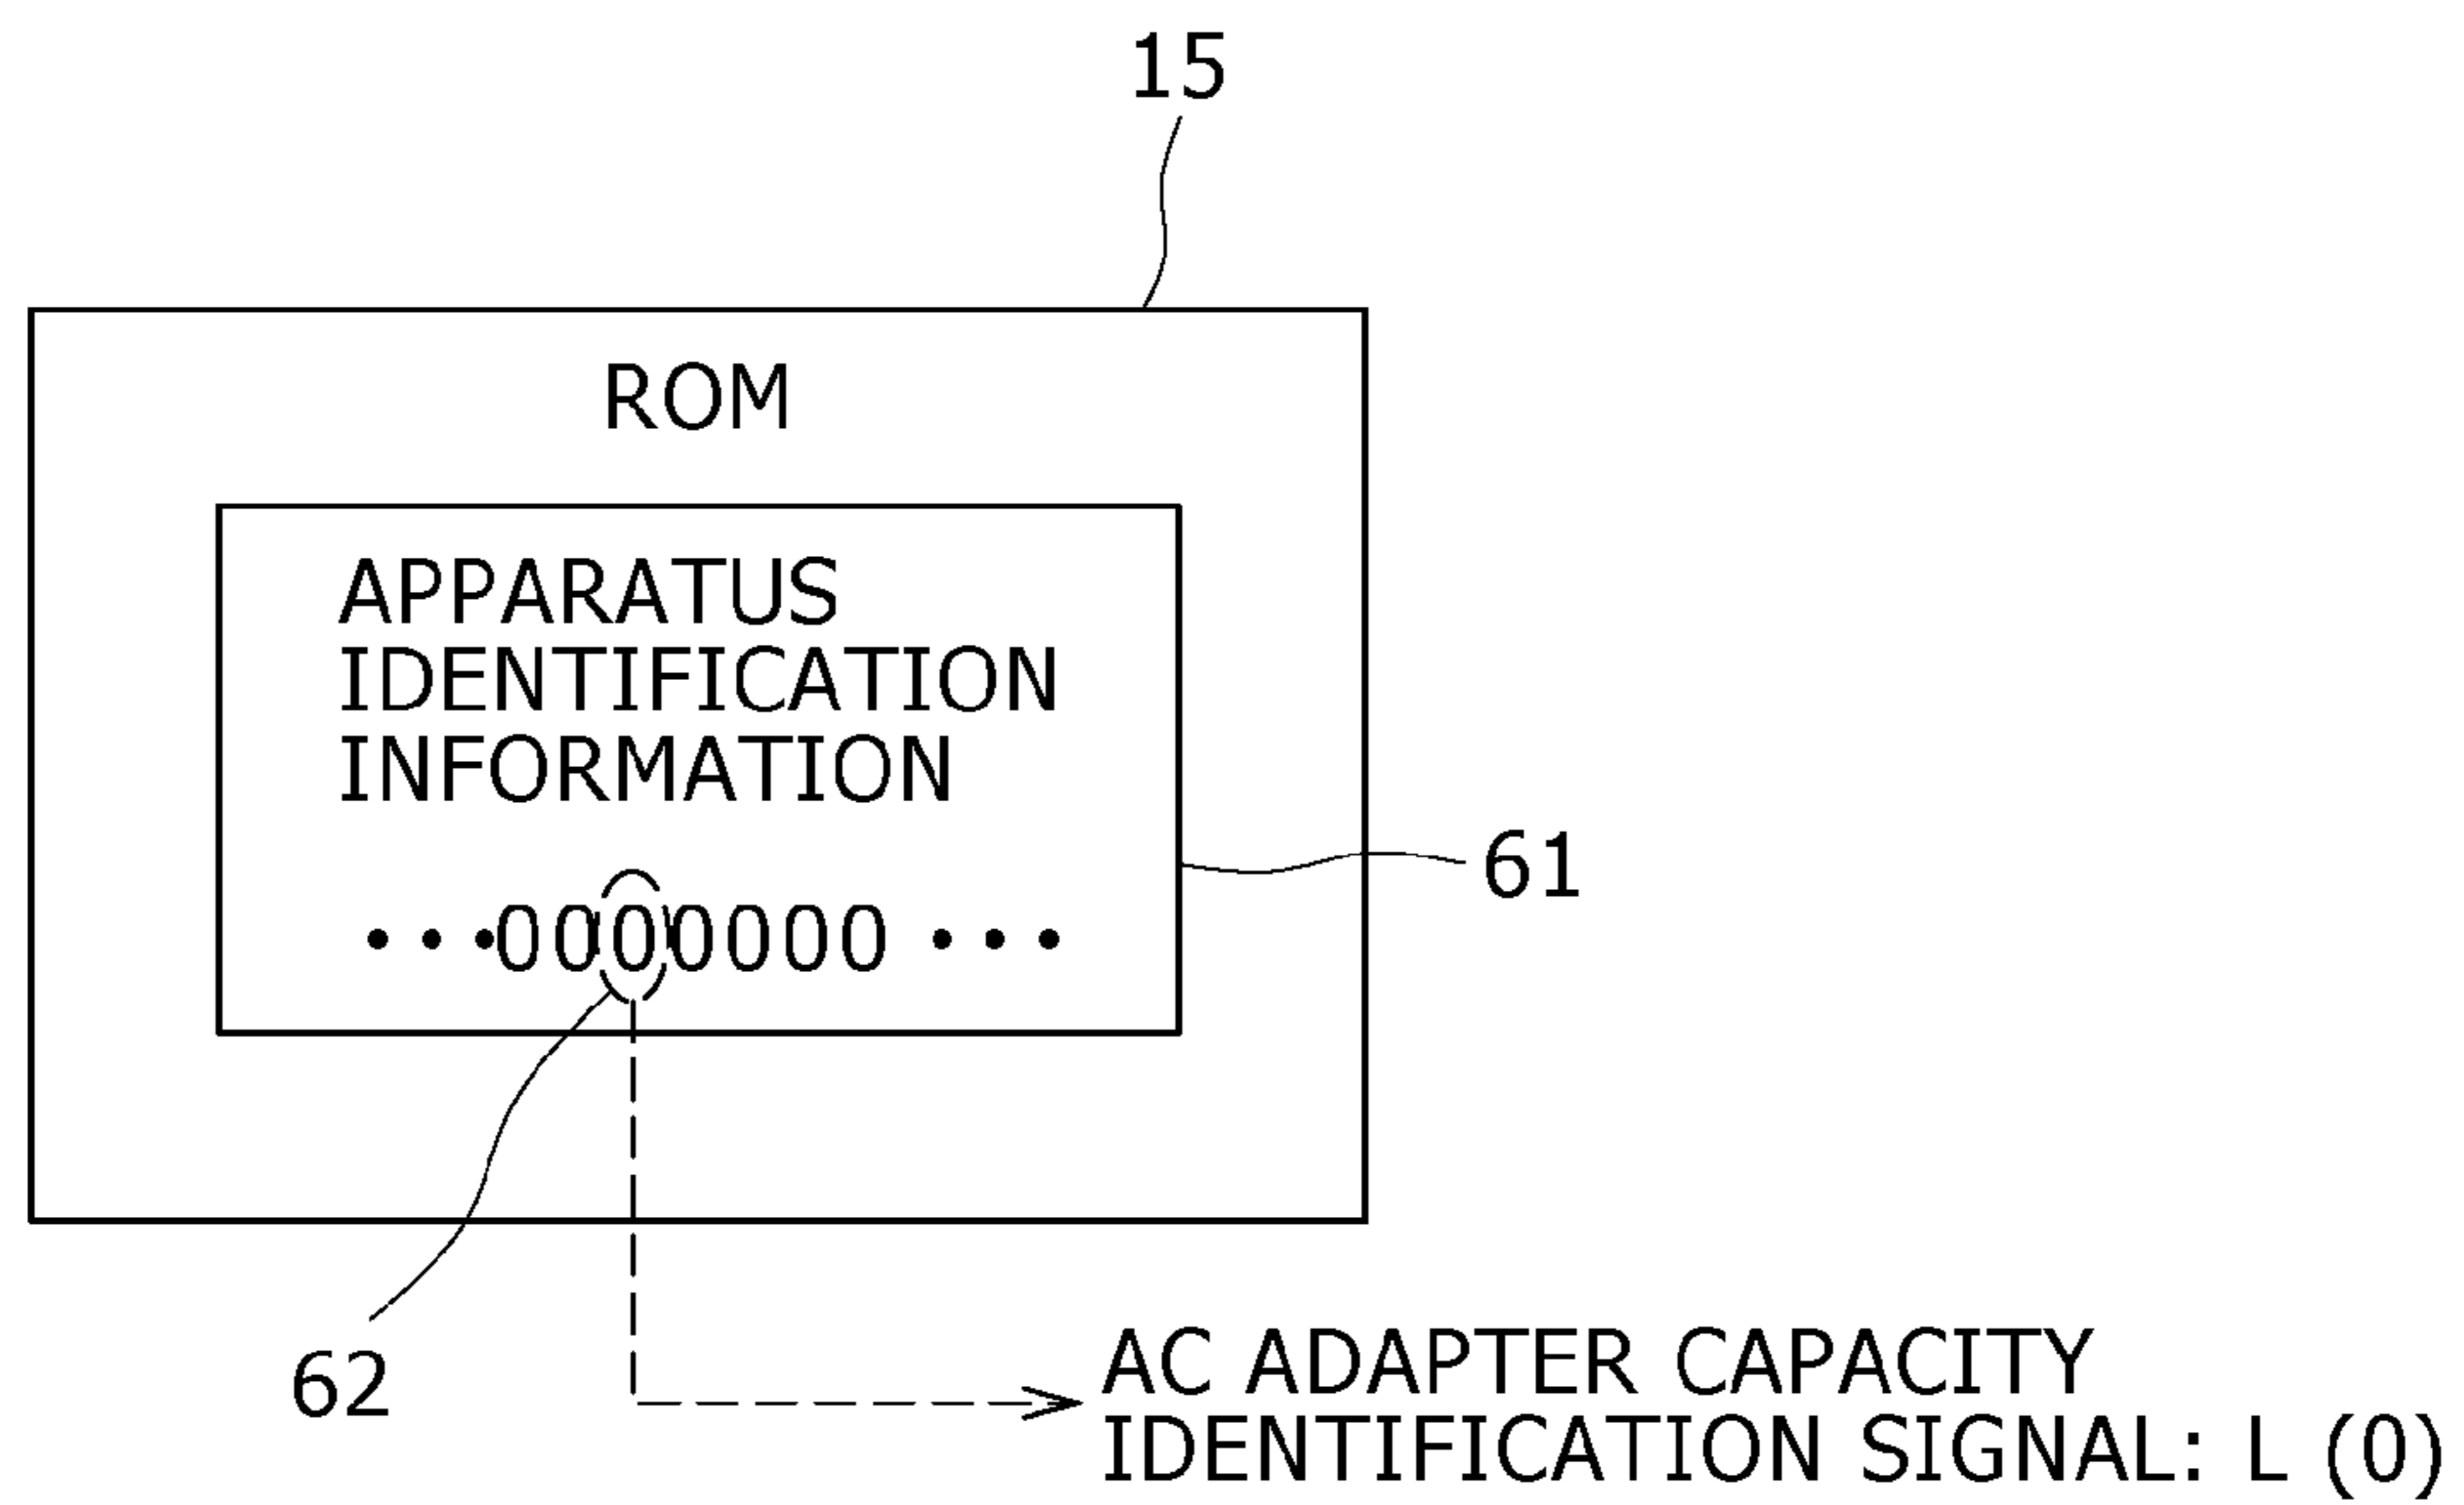 15
ROM
APPARATUS
IDENTIFICATION
INFORMATION
61
•••0000000•••
62
AC ADAPTER CAPACITY
IDENTIFICATION SIGNAL: L (0)